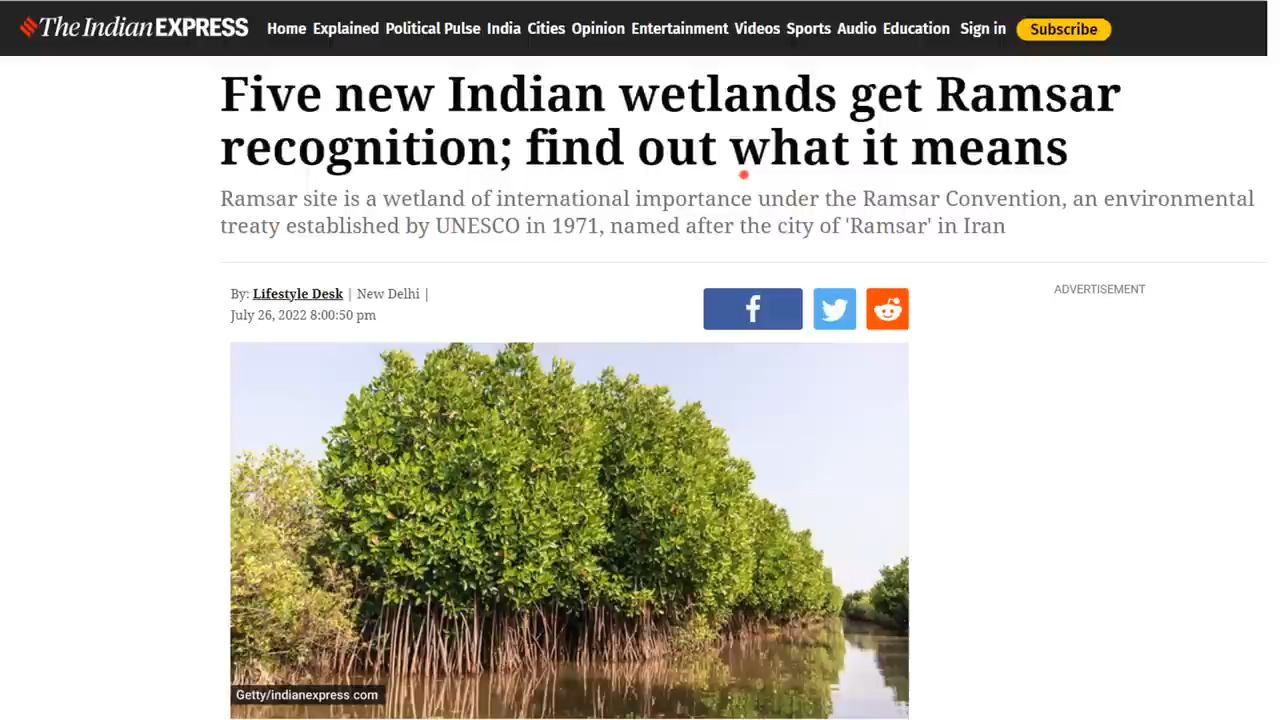 The Indian EXPRESS Home Explained Political Pulse India Cities Opinion Entertainment Videos Sports Audio Education Sign in Subscribe
Five new Indian wetlands get Ramsar
recognition; find out what it means
Ramsar site is a wetland of international importance under the Ramsar Convention, an environmental
treaty established by UNESCO in 1971, named after the city of 'Ramsar' in Iran
By: Lifestyle Desk | New Delhi |
July 26, 2022 8:00:50 pm
ADVERTISEMENT
Getty/indianexpress.com